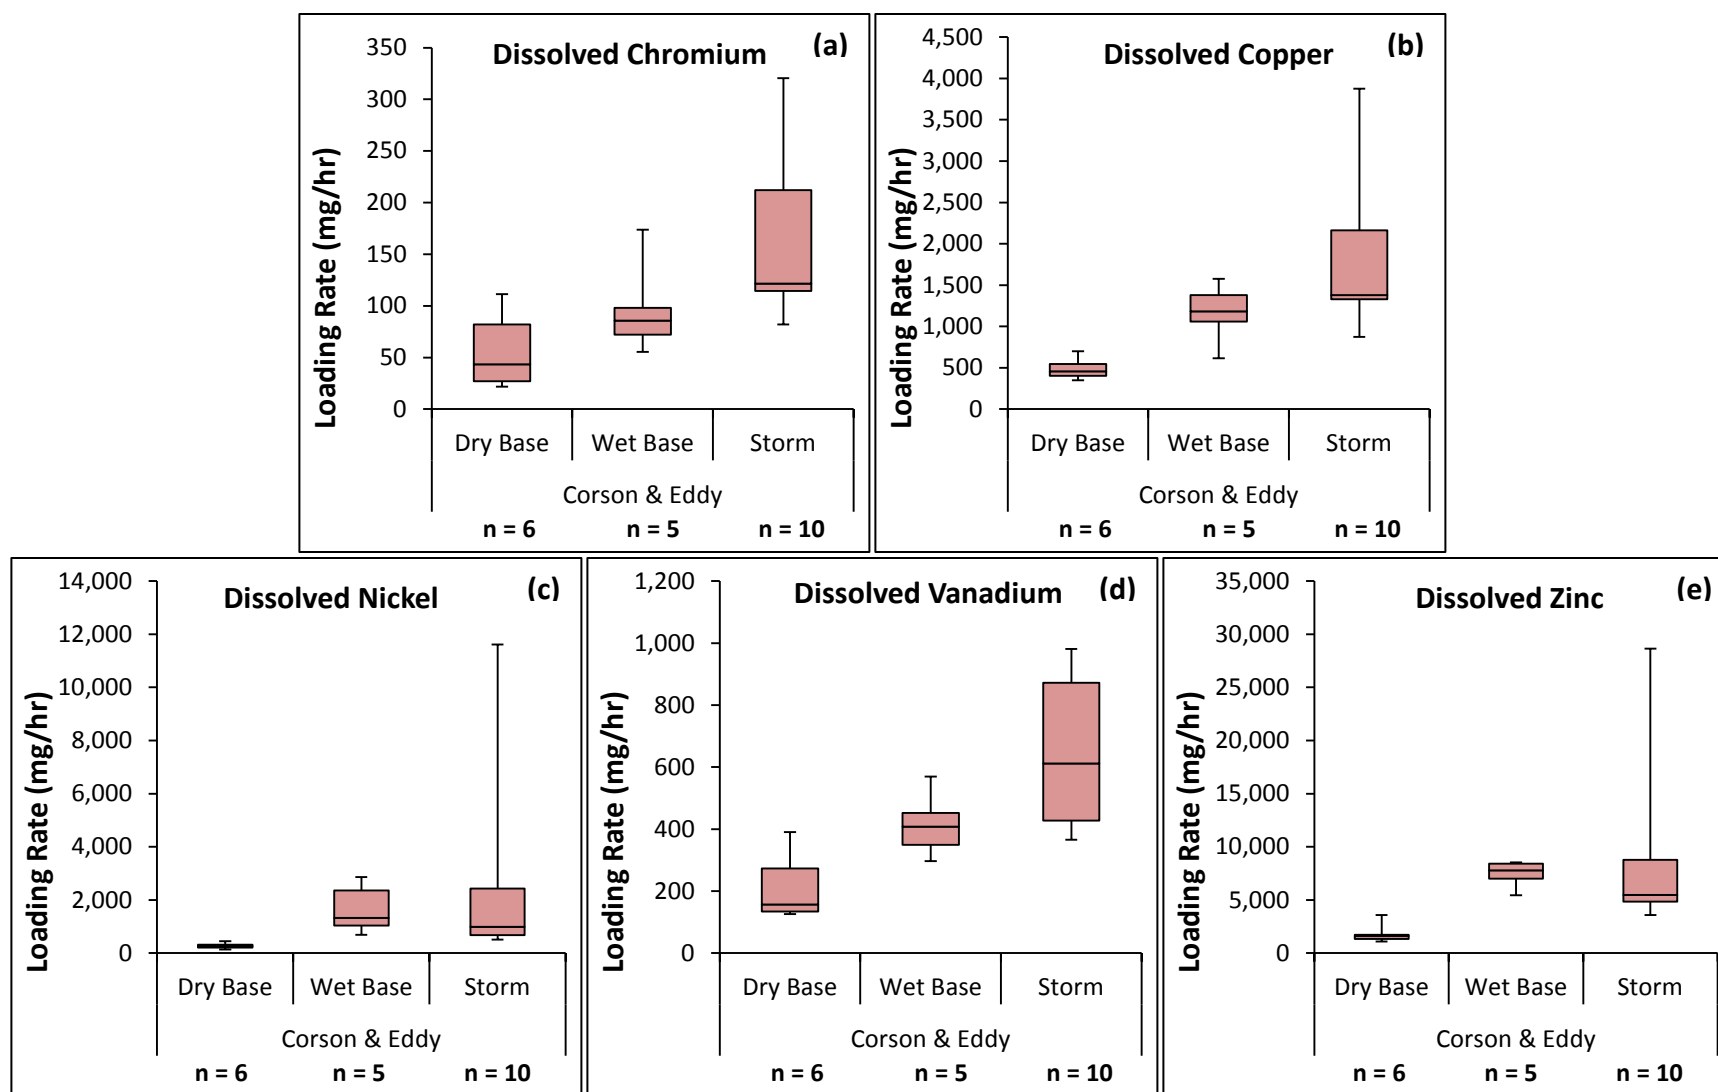 Dissolved Chromium (a)
Loading Rate (mg/hr)
350
300
250
200
150
100
50
0
Dry Base Wet Base Storm
Corson & Eddy
n = 6 n = 5 n = 10
Dissolved Copper (b)
Loading Rate (mg/hr)
4,500
4,000
3,500
3,000
2,500
2,000
1,500
1,000
500
0
Dry Base Wet Base Storm
Corson & Eddy
n = 6 n = 5 n = 10
Dissolved Nickel (c)
Loading Rate (mg/hr)
14,000
12,000
10,000
8,000
6,000
4,000
2,000
0
Dry Base Wet Base Storm
Corson & Eddy
n = 6 n = 5 n = 10
Dissolved Vanadium (d)
Loading Rate (mg/hr)
1,200
1,000
800
600
400
200
0
Dry Base Wet Base Storm
Corson & Eddy
n = 6 n = 5 n = 10
Dissolved Zinc (e)
Loading Rate (mg/hr)
35,000
30,000
25,000
20,000
15,000
10,000
5,000
0
Dry Base Wet Base Storm
Corson & Eddy
n = 6 n = 5 n = 10